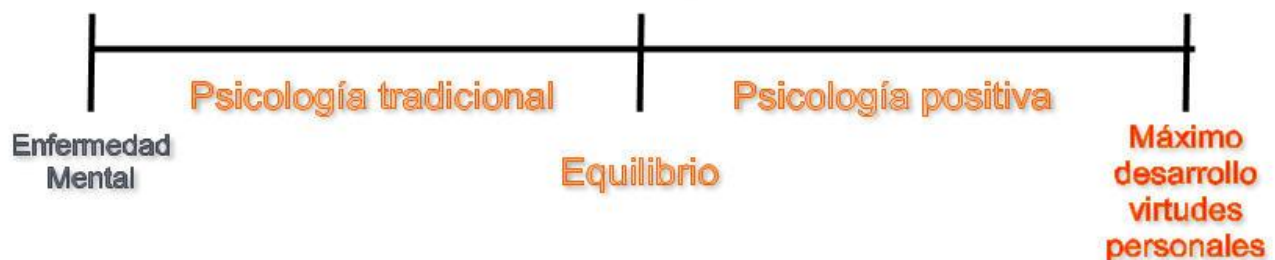 Psicología tradicional
Psicología positiva
Enfermedad
Mental
Equilibrio
Máximo
desarrollo
virtudes
personales